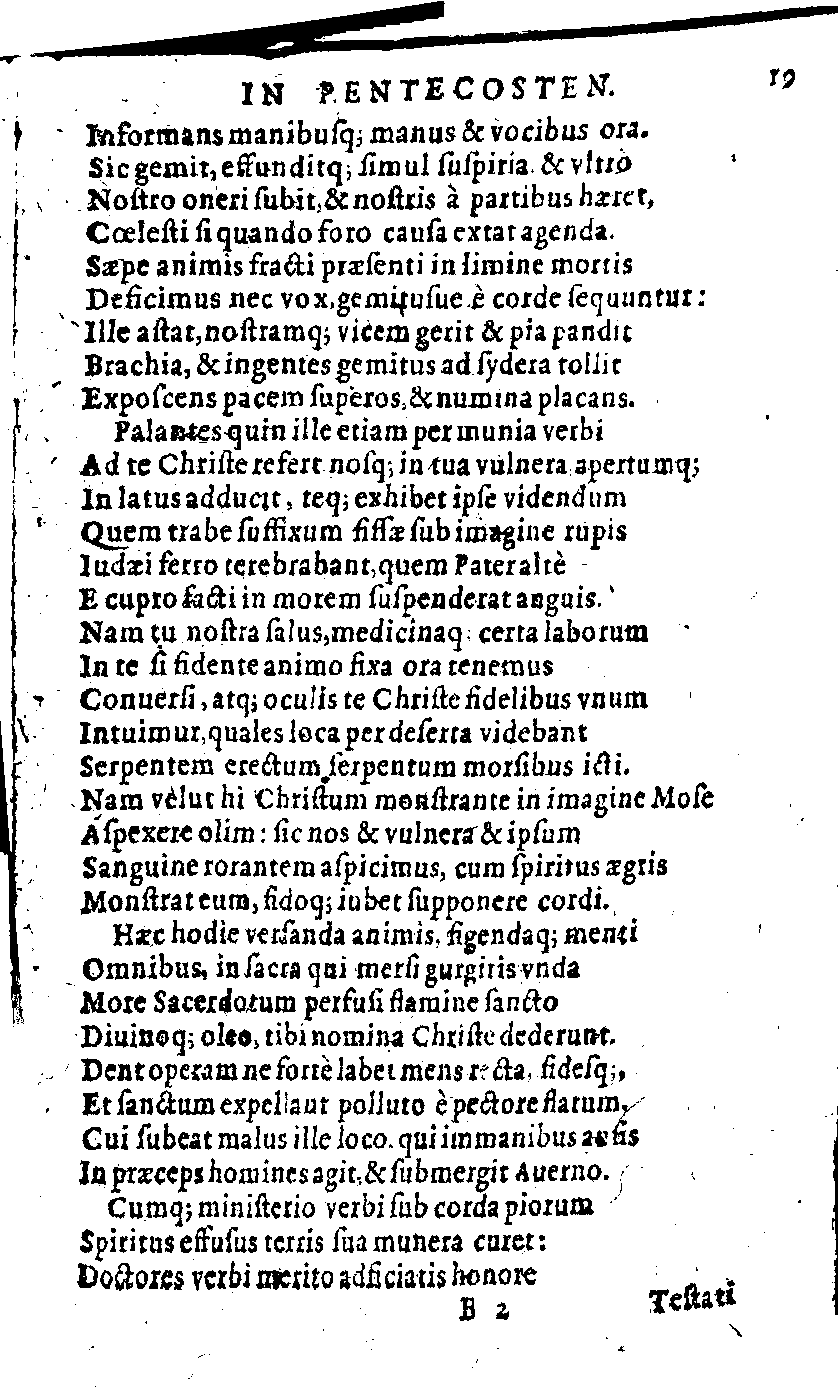 IN PENTECOSTEN. 19
Informans manibuſq; manus & vocibus ora.
Sic gemit, effunditq; ſimul ſuſpiria & vltrò
Noſtro oneri ſubit, & noſtris à partibus hæret,
Cœleſti ſi quando foro cauſa extat agenda.
Sæpe animis fracti præſenti in limine mortis
Deficimus nec vox, gemituſue è corde ſequuntur:
Ille aſtat, noſtramq; vicem gerit & pia pandit
Brachia, & ingentes gemitus ad ſydera tollit
Expoſcens pacem ſuperos, & numina placans.
Palantes quin ille etiam per munia verbi
Ad te Chriſte refert noſq; in tua vulnera apertumq;
In latus adducit, teq; exhibet ipſe videndum
Quem trabe ſuffixum fiſſæ ſub imagine rupis
Iudæi ferro terebrabant, quem Pater altè
E cupro facti in morem ſuſpenderat anguis.
Nam tu noſtra ſalus, medicinaq; certa laborum
In te ſi fidente animo fixa ora tenemus
Conuerſi, atq; oculis te Chriſte fidelibus vnum
Intuimur, quales loca per deſerta videbant
Serpentem erectum ſerpentum morſibus icti.
Nam velut hi Chriſtum monſtrante in imagine Moſe
Aſpexere olim: ſic nos & vulnera & ipſum
Sanguine rorantem aſpicimus, cum ſpiritus ægris
Monſtrat eum, fidoq; iubet ſupponere cordi.
Hæc hodie verſanda animis, figendaq; menti
Omnibus, in ſacra qui merſi gurgitis vnda
More Sacerdotum perfuſi flamine ſancto
Diuinoq; oleo, tibi nomina Chriſte dederunt.
Dent operam ne fortè labet mens recta, fideſq;,
Et ſanctum expellant polluto è pectore flatum,
Cui ſubeat malus ille loco, qui immanibus auſis
In præceps homines agit, & ſubmergit Auerno.
Cumq; miniſterio verbi ſub corda piorum
Spiritus effuſus terris ſua munera curet:
Doctores verbi merito adficiatis honore
B 2 Teſtati